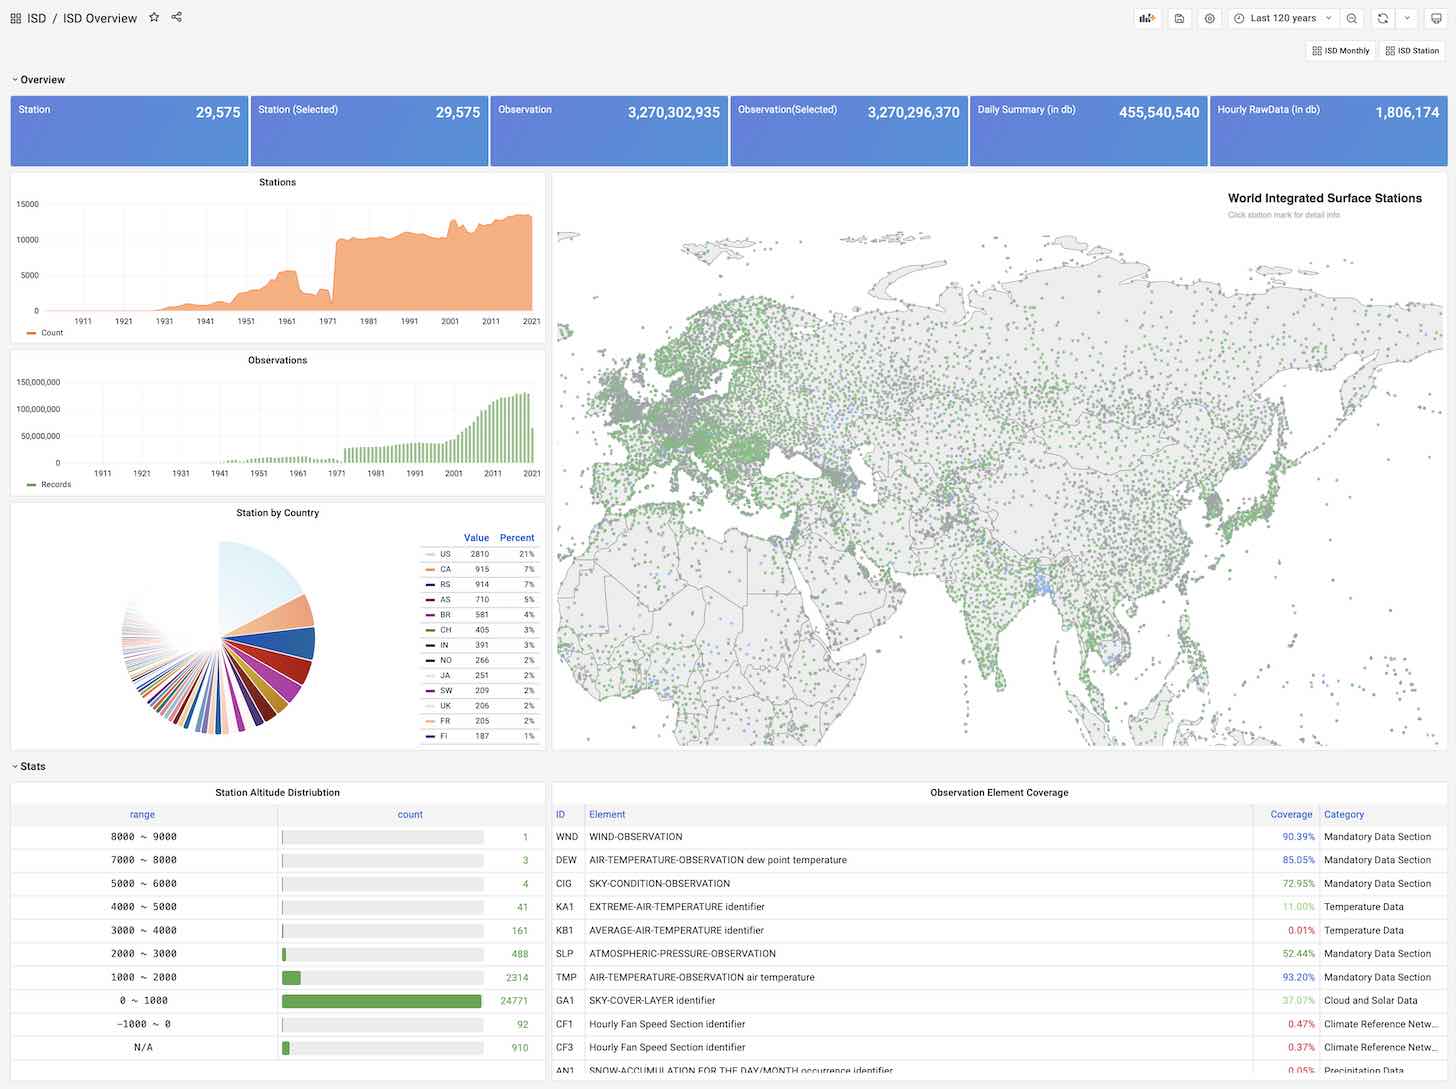 ISD / ISD Overview
Last 120 years
ISD Monthly ISD Station
Overview
Station 29,575
Station (Selected) 29,575
Observation 3,270,302,935
Observation(Selected) 3,270,296,370
Daily Summary (in db) 455,540,540
Hourly RawData (in db) 1,806,174
Stations
15000
10000
5000
0
1911 1921 1931 1941 1951 1961 1971 1981 1991 2001 2011 2021
Count
Observations
150,000,000
100,000,000
50,000,000
0
1911 1921 1931 1941 1951 1961 1971 1981 1991 2001 2011 2021
Records
Station by Country
Value Percent
US 2810 21%
CA 915 7%
RS 914 7%
AS 710 5%
BR 581 4%
CH 405 3%
IN 391 3%
NO 266 2%
JA 251 2%
SW 209 2%
UK 206 2%
FR 205 2%
FI 187 1%
World Integrated Surface Stations
Click station mark for detail info
Stats
Station Altitude Distriubtion
range count
8000 ~ 9000 1
7000 ~ 8000 3
5000 ~ 6000 4
4000 ~ 5000 41
3000 ~ 4000 161
2000 ~ 3000 488
1000 ~ 2000 2314
0 ~ 1000 24771
-1000 ~ 0 92
N/A 910
Observation Element Coverage
ID Element Coverage Category
WND WIND-OBSERVATION 90.39% Mandatory Data Section
DEW AIR-TEMPERATURE-OBSERVATION dew point temperature 85.05% Mandatory Data Section
CIG SKY-CONDITION-OBSERVATION 72.95% Mandatory Data Section
KA1 EXTREME-AIR-TEMPERATURE identifier 11.00% Temperature Data
KB1 AVERAGE-AIR-TEMPERATURE identifier 0.01% Temperature Data
SLP ATMOSPHERIC-PRESSURE-OBSERVATION 52.44% Mandatory Data Section
TMP AIR-TEMPERATURE-OBSERVATION air temperature 93.20% Mandatory Data Section
GA1 SKY-COVER-LAYER identifier 37.07% Cloud and Solar Data
CF1 Hourly Fan Speed Section identifier 0.47% Climate Reference Netw...
CF3 Hourly Fan Speed Section identifier 0.37% Climate Reference Netw...
AN1 SNOW-ACCUMULATION FOR THE DAY/MONTH occurrence identifier 0.05% Precipitation Data